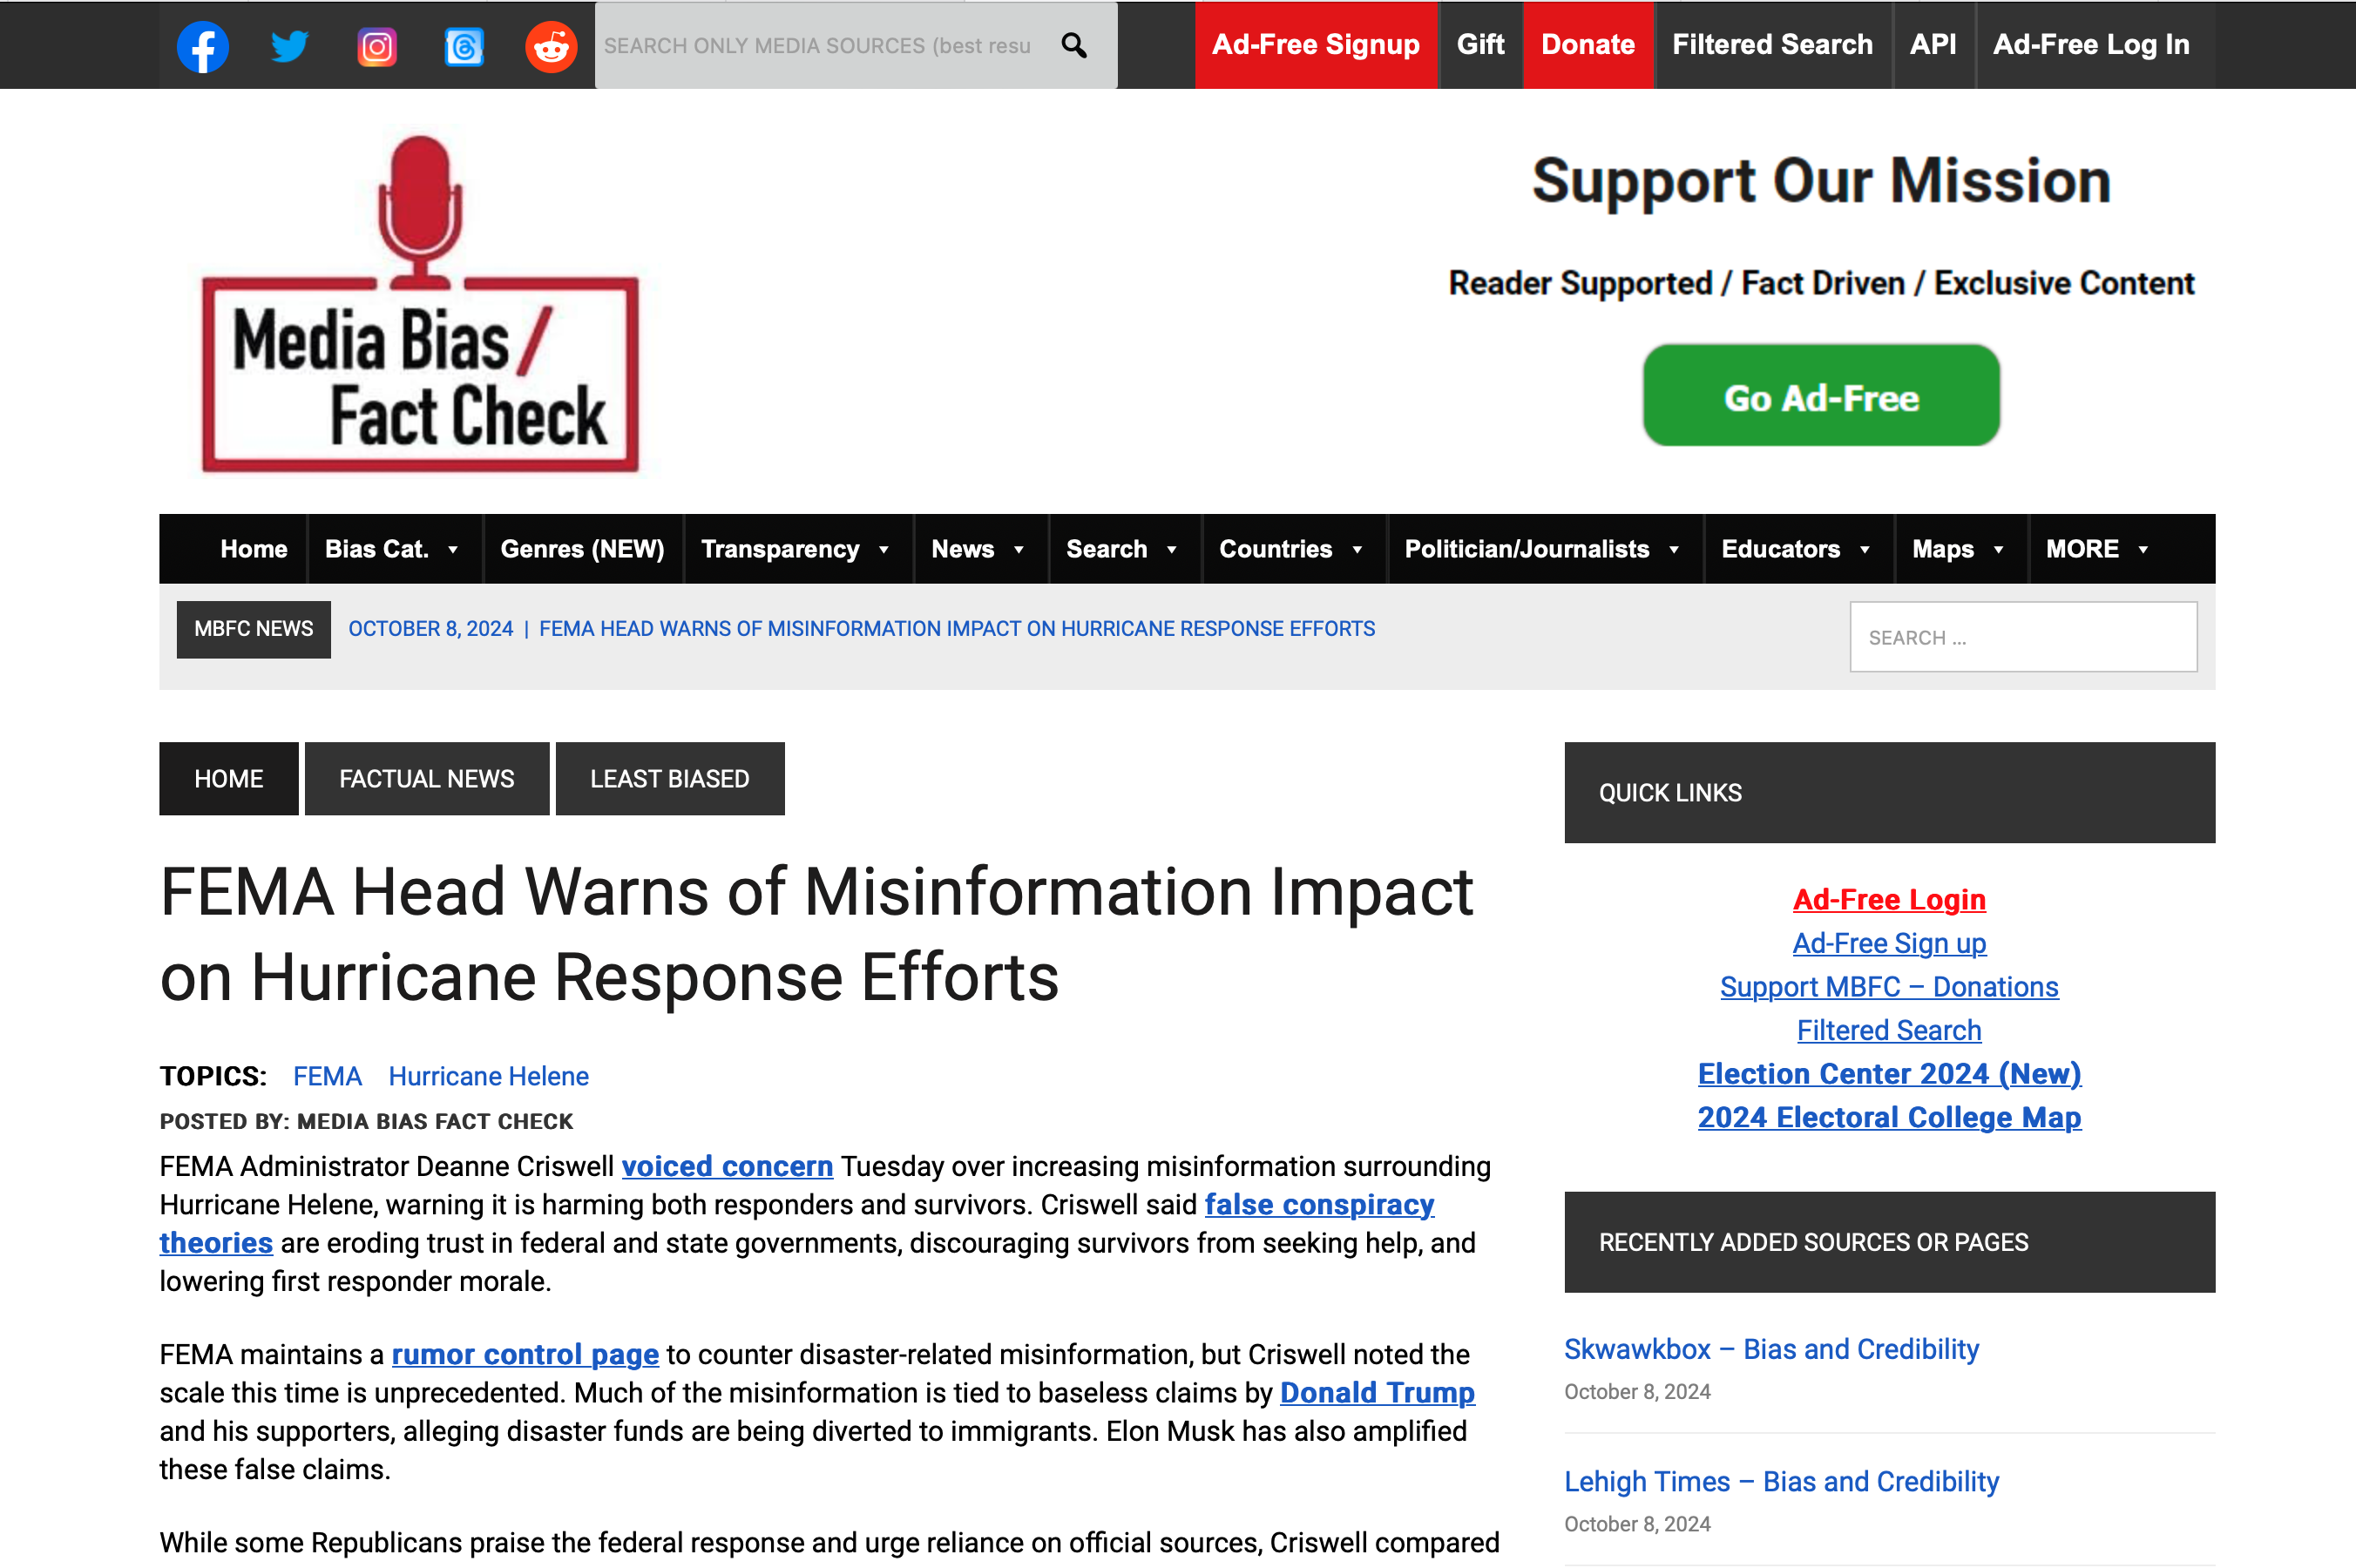 SEARCH ONLY MEDIA SOURCES (best resu
Ad-Free Signup
Gift
Donate
Filtered Search
API
Ad-Free Log In
Media Bias/
Fact Check
Support Our Mission
Reader Supported / Fact Driven / Exclusive Content
Go Ad-Free
Home
Bias Cat.
Genres (NEW)
Transparency
News
Search
Countries
Politician/Journalists
Educators
Maps
MORE
MBFC NEWS
OCTOBER 8, 2024 | FEMA HEAD WARNS OF MISINFORMATION IMPACT ON HURRICANE RESPONSE EFFORTS
SEARCH ...
HOME
FACTUAL NEWS
LEAST BIASED
FEMA Head Warns of Misinformation Impact
on Hurricane Response Efforts
TOPICS: FEMA Hurricane Helene
POSTED BY: MEDIA BIAS FACT CHECK
FEMA Administrator Deanne Criswell voiced concern Tuesday over increasing misinformation surrounding
Hurricane Helene, warning it is harming both responders and survivors. Criswell said false conspiracy
theories are eroding trust in federal and state governments, discouraging survivors from seeking help, and
lowering first responder morale.
FEMA maintains a rumor control page to counter disaster-related misinformation, but Criswell noted the
scale this time is unprecedented. Much of the misinformation is tied to baseless claims by Donald Trump
and his supporters, alleging disaster funds are being diverted to immigrants. Elon Musk has also amplified
these false claims.
While some Republicans praise the federal response and urge reliance on official sources, Criswell compared
QUICK LINKS
Ad-Free Login
Ad-Free Sign up
Support MBFC – Donations
Filtered Search
Election Center 2024 (New)
2024 Electoral College Map
RECENTLY ADDED SOURCES OR PAGES
Skwawkbox – Bias and Credibility
October 8, 2024
Lehigh Times – Bias and Credibility
October 8, 2024